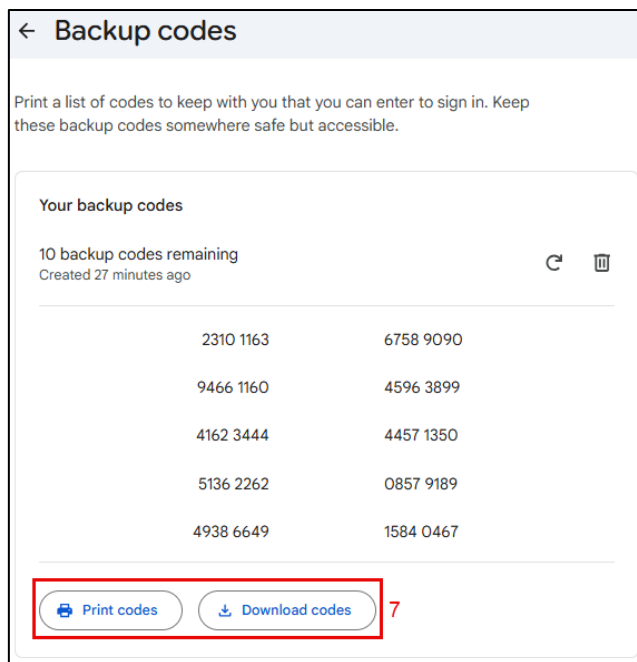 Backup codes
Print a list of codes to keep with you that you can enter to sign in. Keep
these backup codes somewhere safe but accessible.
Your backup codes
10 backup codes remaining
Created 27 minutes ago
2310 1163 6758 9090
9466 1160 4596 3899
4162 3444 4457 1350
5136 2262 0857 9189
4938 6649 1584 0467
Print codes Download codes 7